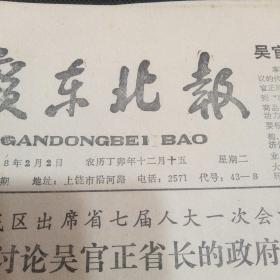 吴官
赣东北报
GANDONGBEI BAO
8年2月2日 农历丁卯年十二月十五 星期二
期 地址：上饶市沿河路 电话：2571 代号：43—8
区出席省七届人大一次会
讨论吴官正省长的政府